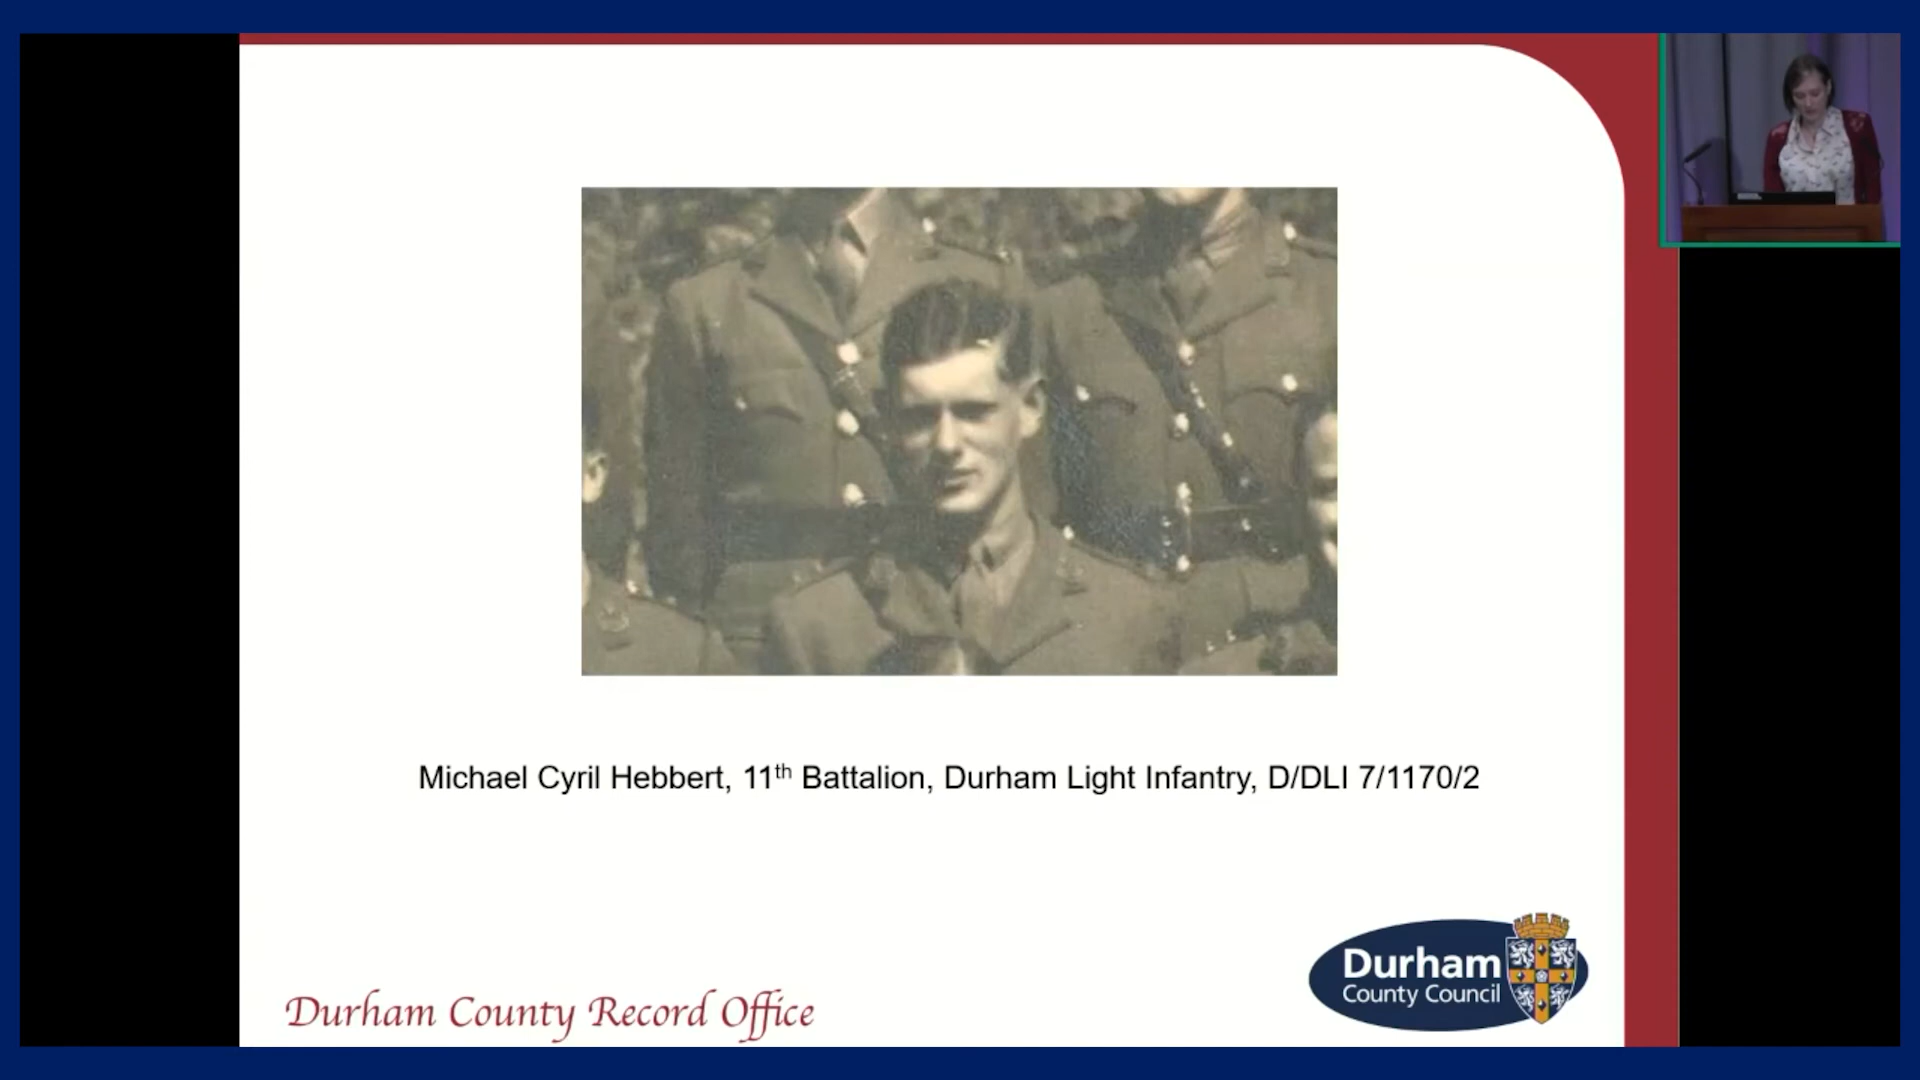 Michael Cyril Hebbert, 11th Battalion, Durham Light Infantry, D/DLI 7/1170/2
Durham County Record Office
Durham
County Council